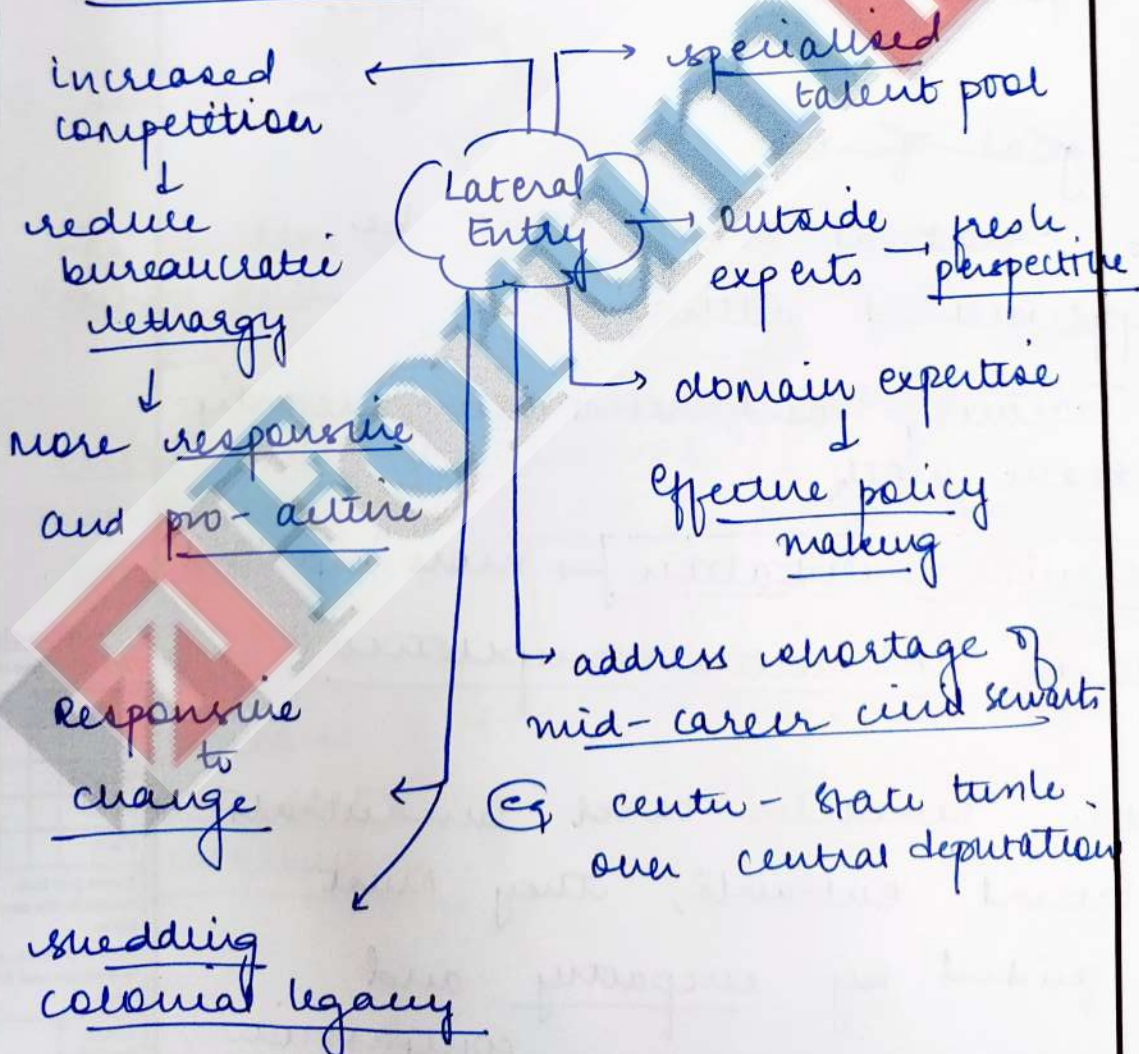 increased
competition
↓
reduce
bureaucratic
lethargy
↓
more responsive
and pro-active
Responsive
to
change
shedding
colonial legacy
Lateral
Entry
specialised
talent pool
outside
experts → fresh
perspective
domain expertise
↓
Effective policy
making
address shortage of
mid-career civil servants
eg centre-state tussle
over central deputation
Forum